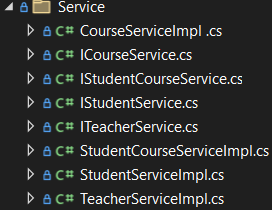 Service
C# CourseServiceImpl .cs
C# ICourseService.cs
C# IStudentCourseService.cs
C# IStudentService.cs
C# ITeacherService.cs
C# StudentCourseServiceImpl.cs
C# StudentServiceImpl.cs
C# TeacherServiceImpl.cs